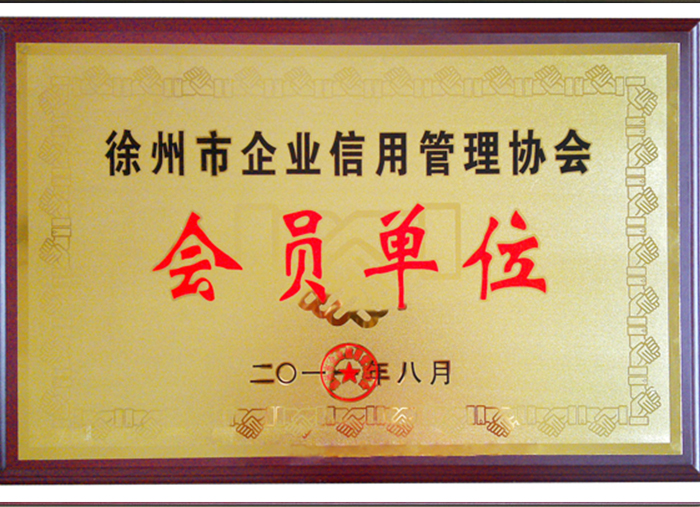 徐州市企业信用管理协会
会员单位
二〇一一年八月